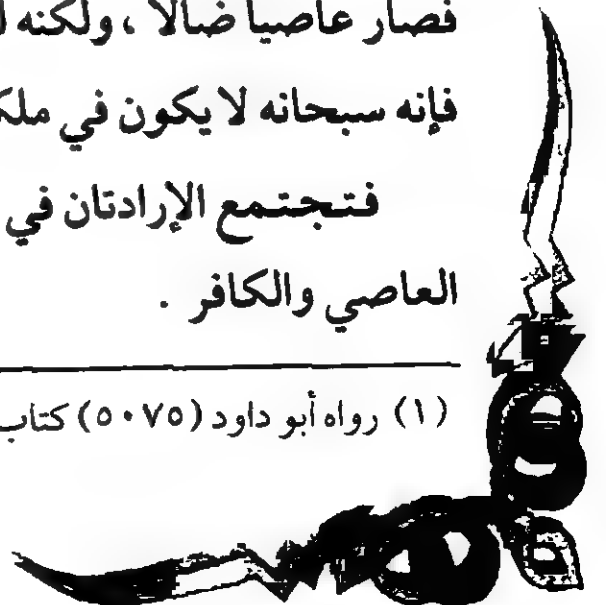 فصار عاصياً ضالاً ، ولكنه
فإنه سبحانه لا يكون في ملك
فتجتمع الإرادتان في
العاصي والكافر .
(١) رواه أبو داود (٥٠٧٥) كتاب